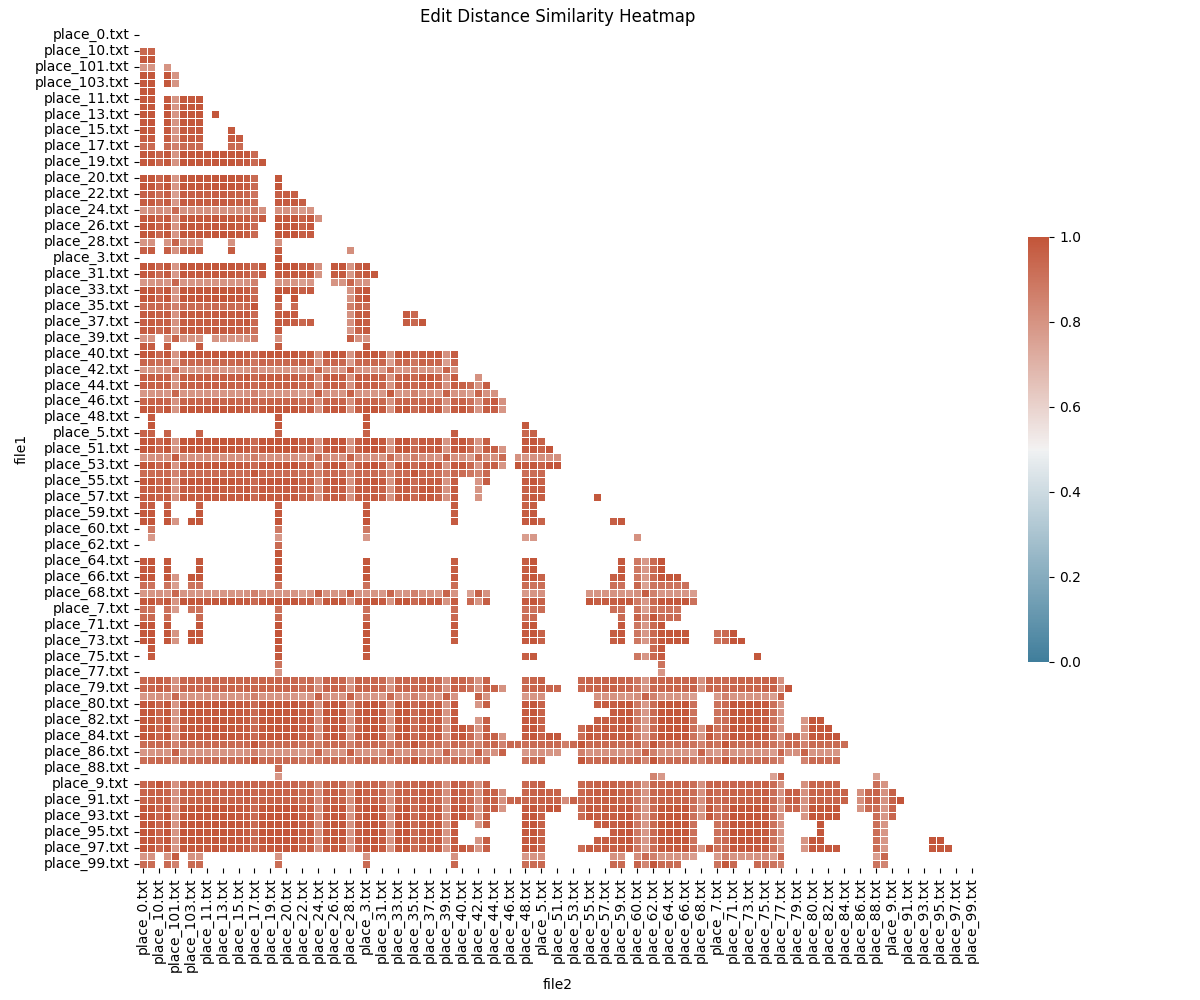 Edit Distance Similarity Heatmap
file1
place_0.txt
place_10.txt
place_101.txt
place_103.txt
place_11.txt
place_13.txt
place_15.txt
place_17.txt
place_19.txt
place_20.txt
place_22.txt
place_24.txt
place_26.txt
place_28.txt
place_3.txt
place_31.txt
place_33.txt
place_35.txt
place_37.txt
place_39.txt
place_40.txt
place_42.txt
place_44.txt
place_46.txt
place_48.txt
place_5.txt
place_51.txt
place_53.txt
place_55.txt
place_57.txt
place_59.txt
place_60.txt
place_62.txt
place_64.txt
place_66.txt
place_68.txt
place_7.txt
place_71.txt
place_73.txt
place_75.txt
place_77.txt
place_79.txt
place_80.txt
place_82.txt
place_84.txt
place_86.txt
place_88.txt
place_9.txt
place_91.txt
place_93.txt
place_95.txt
place_97.txt
place_99.txt
place_0.txt
place_10.txt
place_101.txt
place_103.txt
place_11.txt
place_13.txt
place_15.txt
place_17.txt
place_19.txt
place_20.txt
place_22.txt
place_24.txt
place_26.txt
place_28.txt
place_3.txt
place_31.txt
place_33.txt
place_35.txt
place_37.txt
place_39.txt
place_40.txt
place_42.txt
place_44.txt
place_46.txt
place_48.txt
place_5.txt
place_51.txt
place_53.txt
place_55.txt
place_57.txt
place_59.txt
place_60.txt
place_62.txt
place_64.txt
place_66.txt
place_68.txt
place_7.txt
place_71.txt
place_73.txt
place_75.txt
place_77.txt
place_79.txt
place_80.txt
place_82.txt
place_84.txt
place_86.txt
place_88.txt
place_9.txt
place_91.txt
place_93.txt
place_95.txt
place_97.txt
place_99.txt
file2
1.0
0.8
0.6
0.4
0.2
0.0